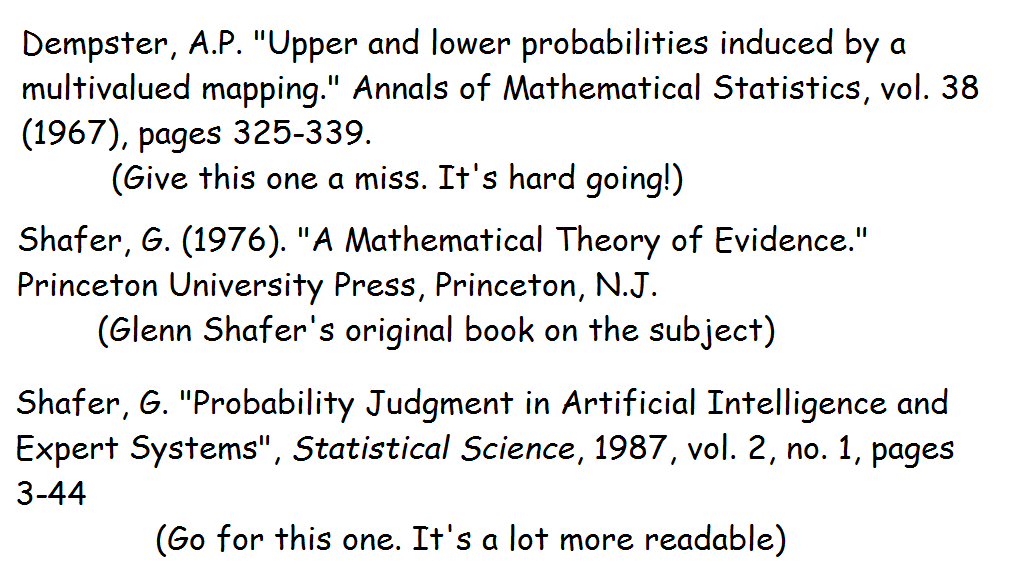 Dempster, A.P. "Upper and lower probabilities induced by a
multivalued mapping." Annals of Mathematical Statistics, vol. 38
(1967), pages 325-339.
(Give this one a miss. It's hard going!)
Shafer, G. (1976). "A Mathematical Theory of Evidence."
Princeton University Press, Princeton, N.J.
(Glenn Shafer's original book on the subject)
Shafer, G. "Probability Judgment in Artificial Intelligence and
Expert Systems", Statistical Science, 1987, vol. 2, no. 1, pages
3-44
(Go for this one. It's a lot more readable)